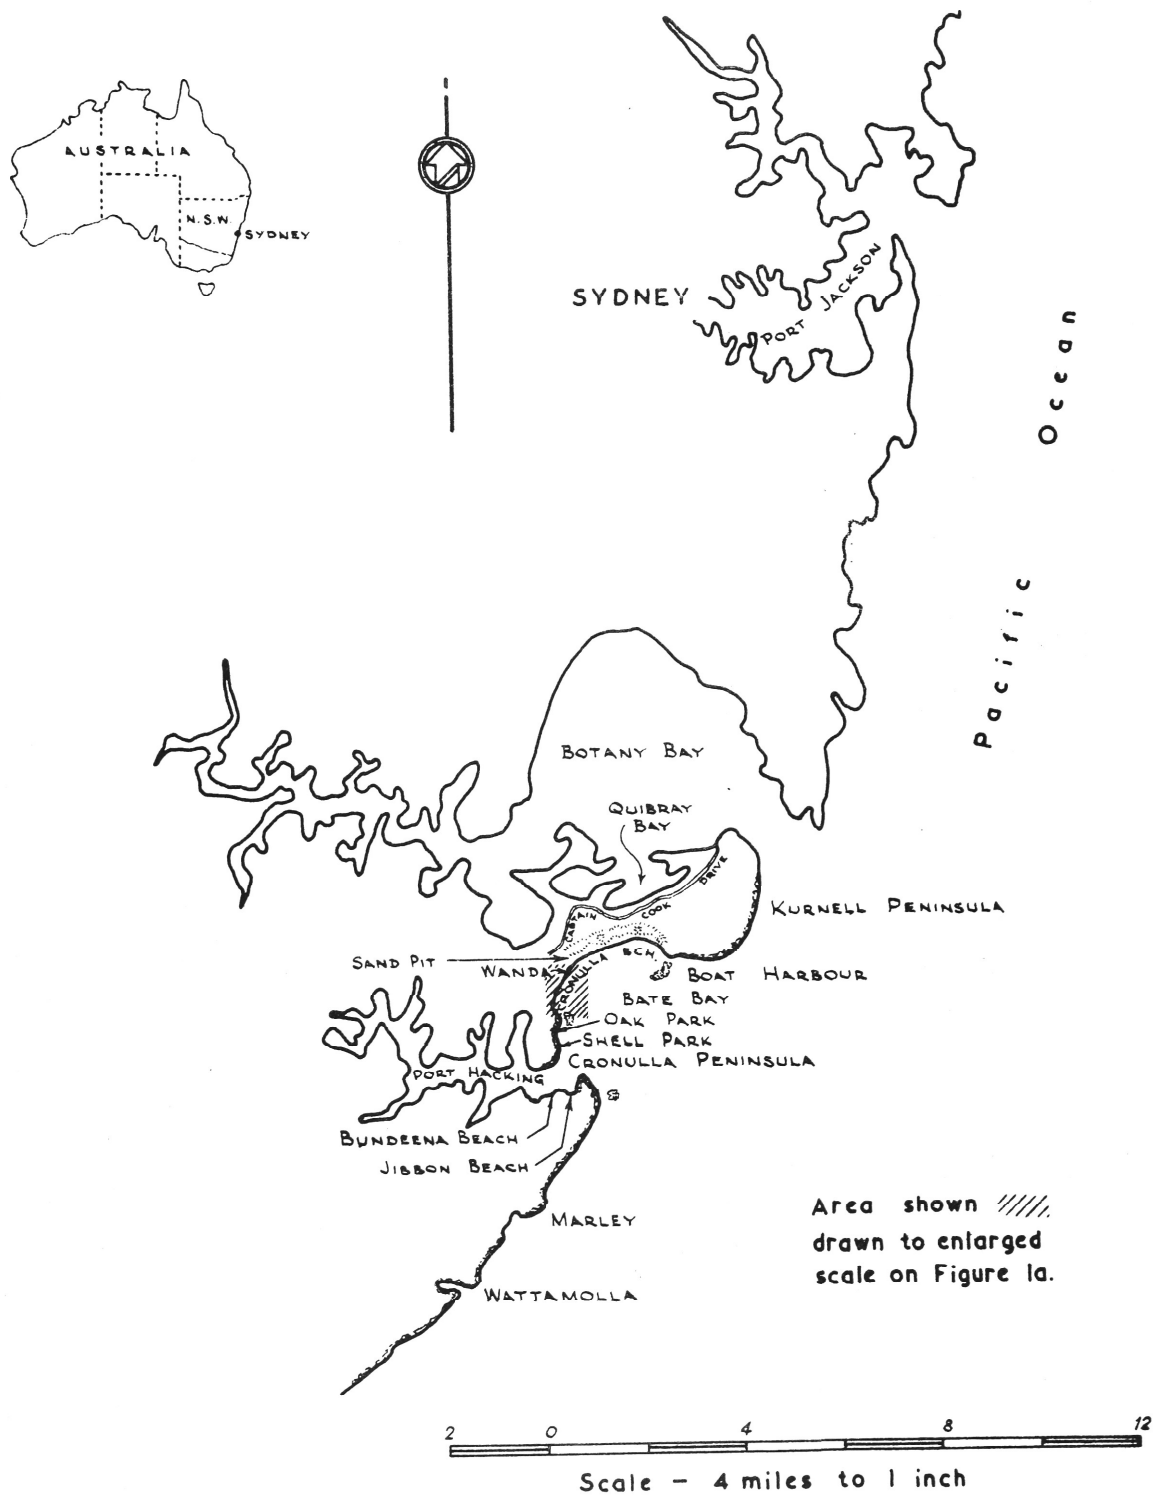 AUSTRALIA
N.S.W.
SYDNEY
SYDNEY
PORT JACKSON
Pacific Ocean
BOTANY BAY
QUIBRAY
BAY
CAPTAIN COOK DRIVE
KURNELL PENINSULA
SAND PIT
WANDA
CRONULLA BCH.
BOAT HARBOUR
BATE BAY
OAK PARK
SHELL PARK
CRONULLA PENINSULA
PORT HACKING
BUNDEENA BEACH
JIBBON BEACH
MARLEY
WATTAMOLLA
Area shown
drawn to enlarged
scale on Figure 1a.
2 0 4 8 12
Scale - 4 miles to 1 inch